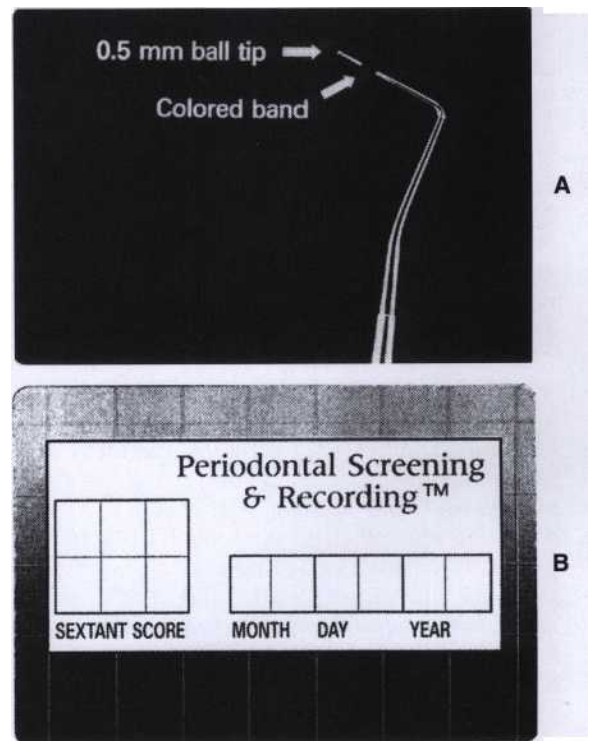 0.5 mm ball tip
Colored band
A
Periodontal Screening
& Recording™
SEXTANT SCORE MONTH DAY YEAR
B